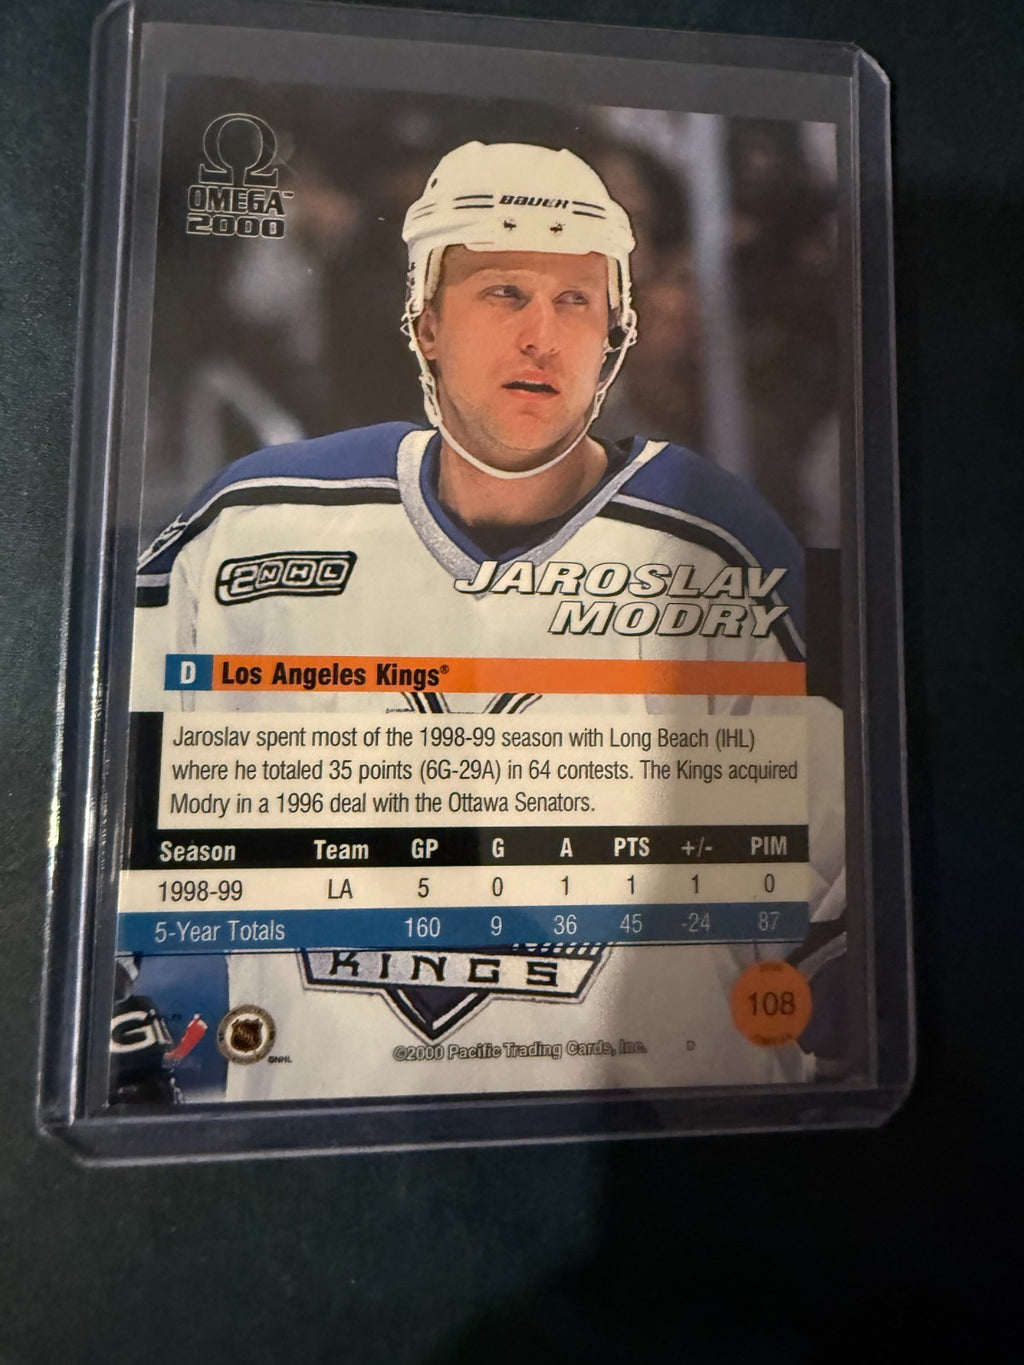 Ω
OMEGA™
2000
BAUER
2NHL
JAROSLAV
MODRY
D Los Angeles Kings®
Jaroslav spent most of the 1998-99 season with Long Beach (IHL)
where he totaled 35 points (6G-29A) in 64 contests. The Kings acquired
Modry in a 1996 deal with the Ottawa Senators.
Season Team GP G A PTS +/- PIM
1998-99 LA 5 0 1 1 1 0
5-Year Totals 160 9 36 45 -24 87
KINGS
108
©NHL
©2000 Pacific Trading Cards, Inc. D